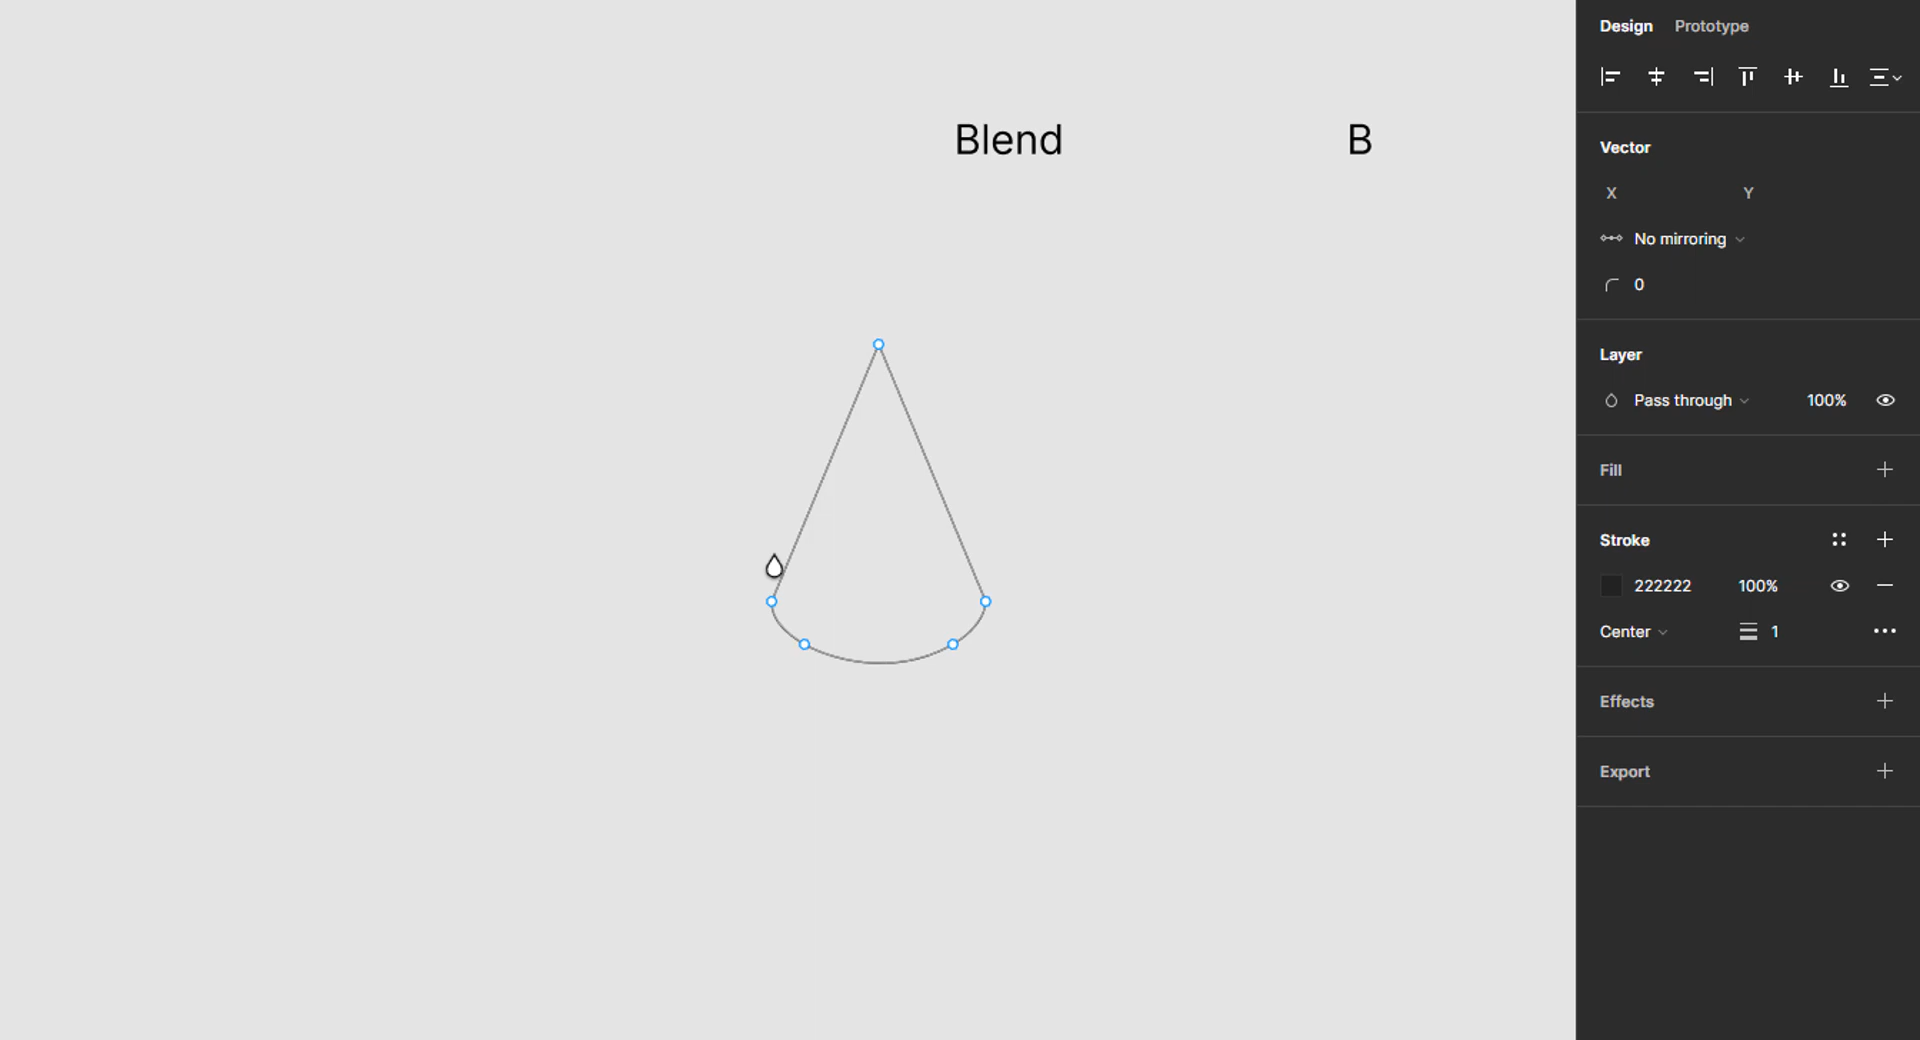 Design Prototype
Blend B
Vector
X Y
No mirroring
0
Layer
Pass through 100%
Fill
Stroke
222222 100%
Center 1
Effects
Export